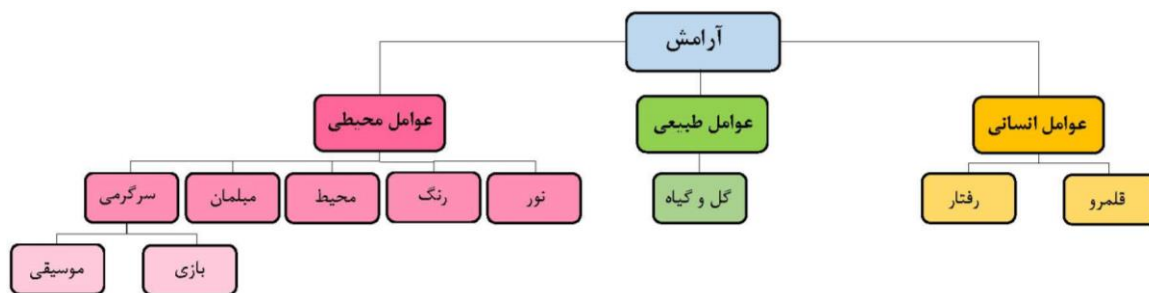 آرامش
عوامل انسانی
عوامل طبیعی
عوامل محیطی
قلمرو
رفتار
گل و گیاه
نور
رنگ
محیط
مبلمان
سرگرمی
بازی
موسیقی